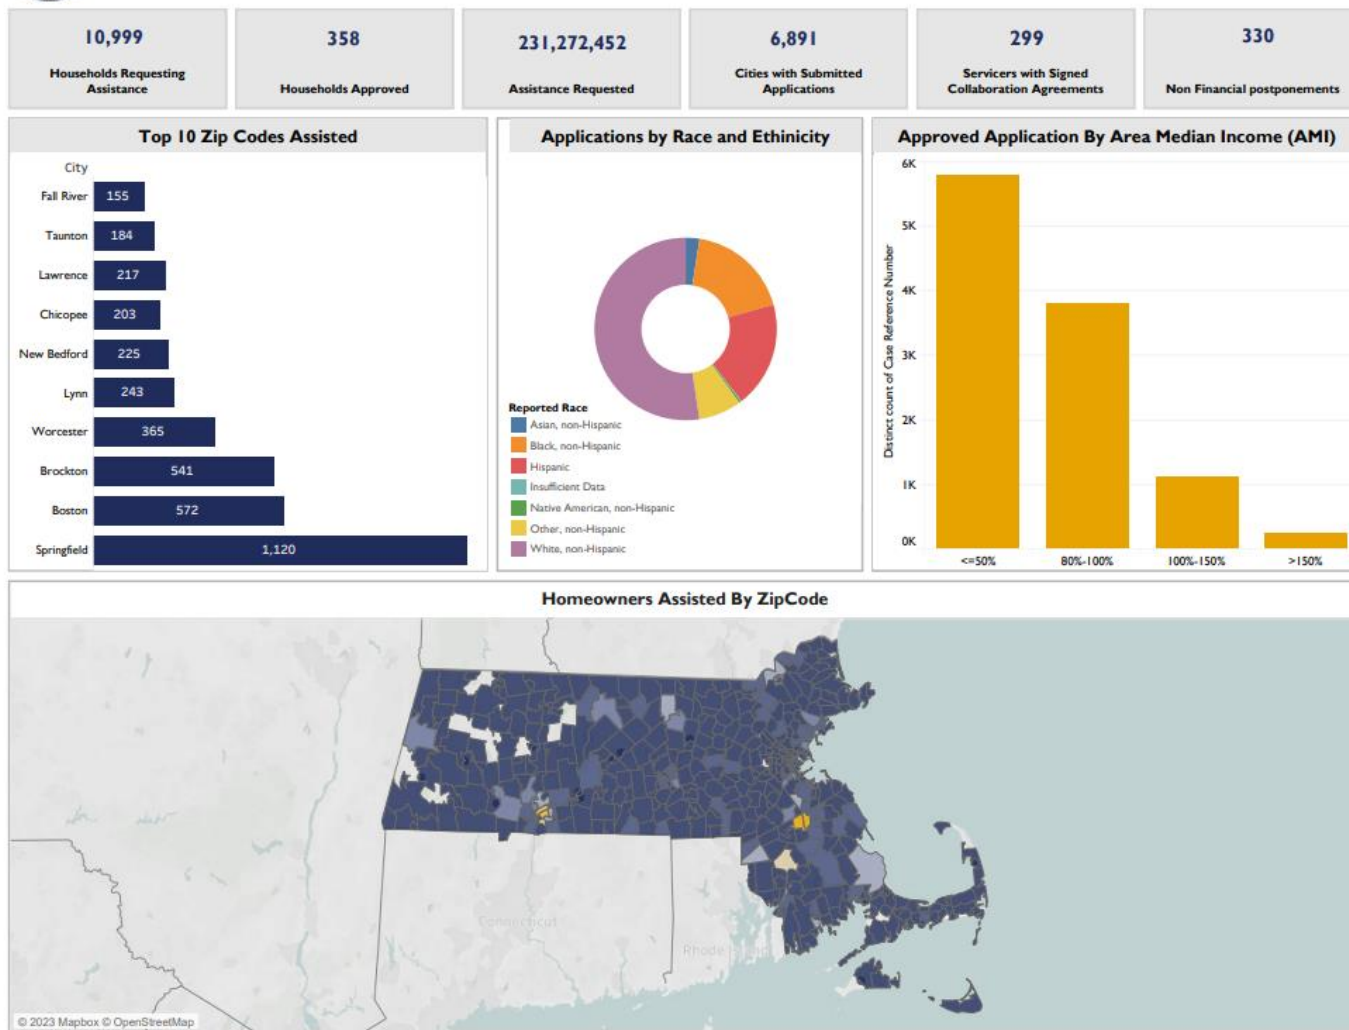 10,999
Households Requesting
Assistance
358
Households Approved
231,272,452
Assistance Requested
6,891
Cities with Submitted
Applications
299
Servicers with Signed
Collaboration Agreements
330
Non Financial postponements
Top 10 Zip Codes Assisted
City
Fall River 155
Taunton 184
Lawrence 217
Chicopee 203
New Bedford 225
Lynn 243
Worcester 365
Brockton 541
Boston 572
Springfield 1,120
Applications by Race and Ethinicity
Reported Race
Asian, non-Hispanic
Black, non-Hispanic
Hispanic
Insufficient Data
Native American, non-Hispanic
Other, non-Hispanic
White, non-Hispanic
Approved Application By Area Median Income (AMI)
Distinct count of Case Reference Number
6K
5K
4K
3K
2K
1K
0K
<=50% 80%-100% 100%-150% >150%
Homeowners Assisted By ZipCode
Connecticut
Rhode
© 2023 Mapbox © OpenStreetMap